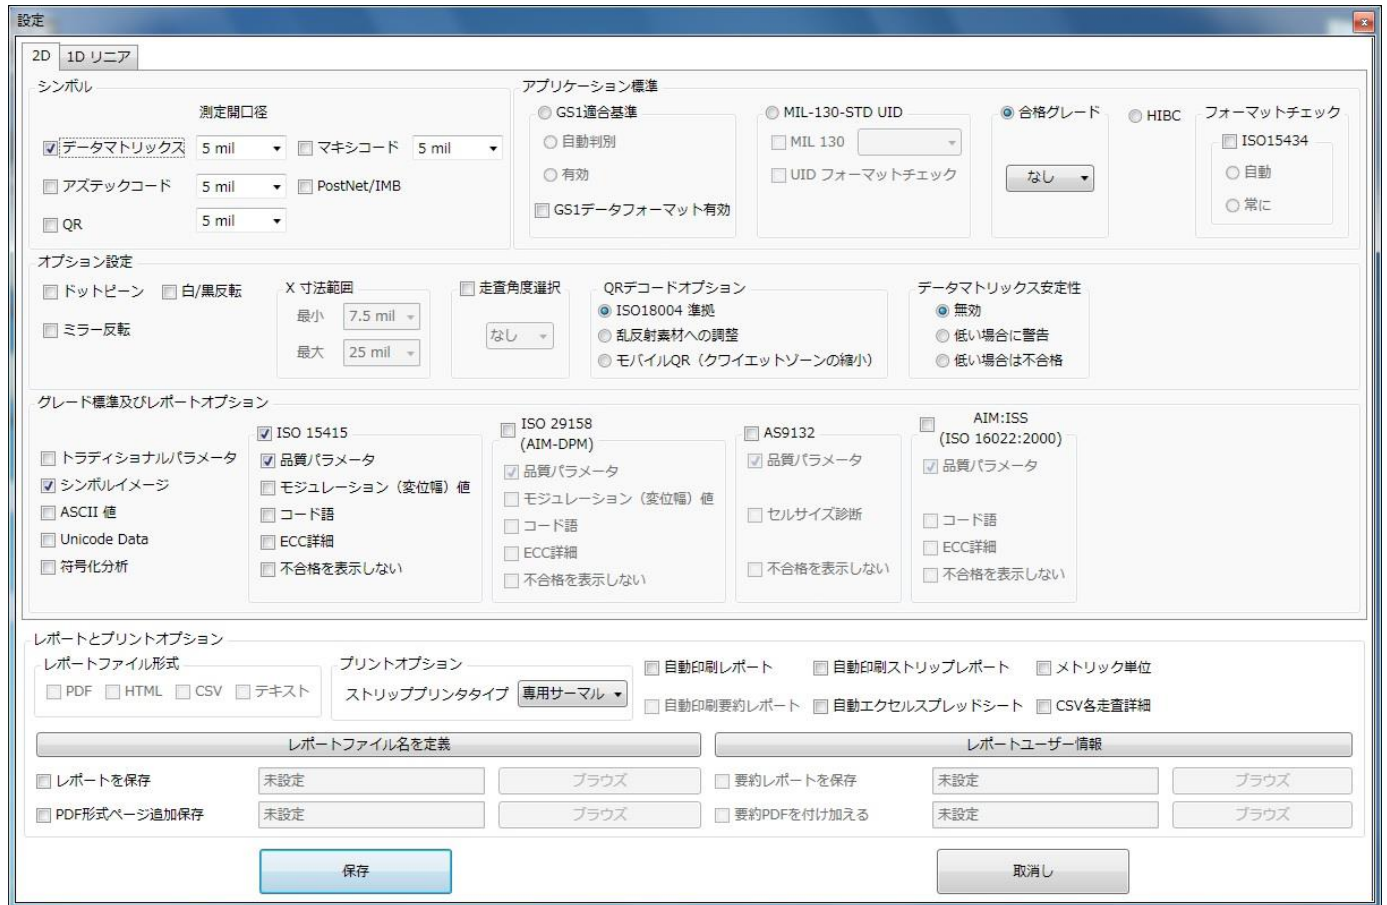 設定
2D 1D リニア
シンボル
測定開口径
データマトリックス 5 mil マキシコード 5 mil
アズテックコード 5 mil PostNet/IMB
QR 5 mil
アプリケーション標準
GS1適合基準
自動判別
有効
GS1データフォーマット有効
MIL-130-STD UID
MIL 130
UID フォーマットチェック
合格グレード
なし
HIBC
フォーマットチェック
ISO15434
自動
常に
オプション設定
ドットピーン 白/黒反転
ミラー反転
X 寸法範囲
最小 7.5 mil
最大 25 mil
走査角度選択
なし
QRデコードオプション
ISO18004 準拠
乱反射素材への調整
モバイルQR（クワイエットゾーンの縮小）
データマトリックス安定性
無効
低い場合に警告
低い場合は不合格
グレード標準及びレポートオプション
トラディショナルパラメータ
シンボルイメージ
ASCII 値
Unicode Data
符号化分析
ISO 15415
品質パラメータ
モジュレーション（変位幅）値
コード語
ECC詳細
不合格を表示しない
ISO 29158
(AIM-DPM)
品質パラメータ
モジュレーション（変位幅）値
コード語
ECC詳細
不合格を表示しない
AS9132
品質パラメータ
セルサイズ診断
不合格を表示しない
AIM:ISS
(ISO 16022:2000)
品質パラメータ
コード語
ECC詳細
不合格を表示しない
レポートとプリントオプション
レポートファイル形式
PDF HTML CSV テキスト
プリントオプション
ストリッププリンタタイプ 専用サーマル
自動印刷レポート 自動印刷ストリップレポート メトリック単位
自動印刷要約レポート 自動エクセルスプレッドシート CSV各走査詳細
レポートファイル名を定義 レポートユーザー情報
レポートを保存 未設定 ブラウズ 要約レポートを保存 未設定 ブラウズ
PDF形式ページ追加保存 未設定 ブラウズ 要約PDFを付け加える 未設定 ブラウズ
保存 取消し